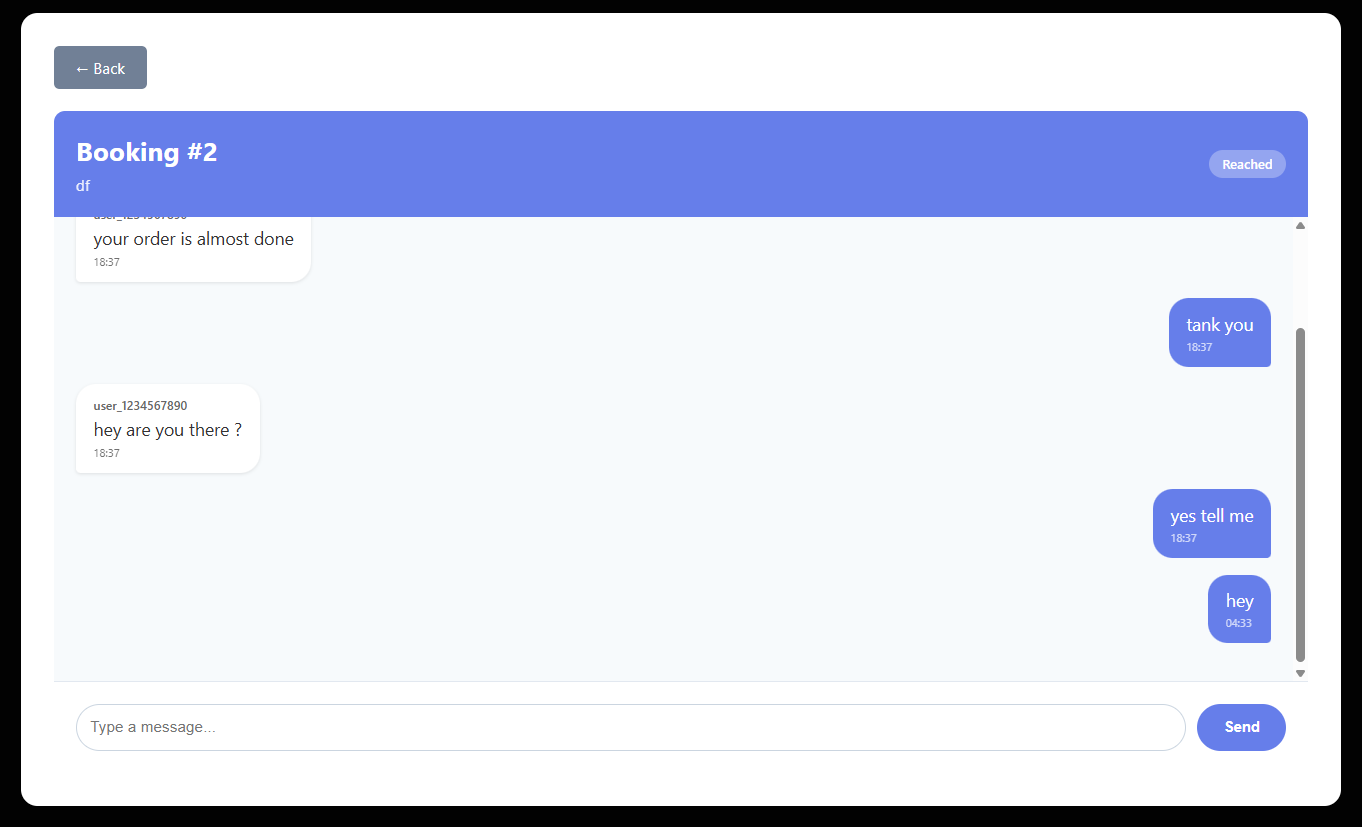 ← Back
Booking #2
df
Reached
your order is almost done
18:37
tank you
18:37
user_1234567890
hey are you there ?
18:37
yes tell me
18:37
hey
04:33
Type a message...
Send